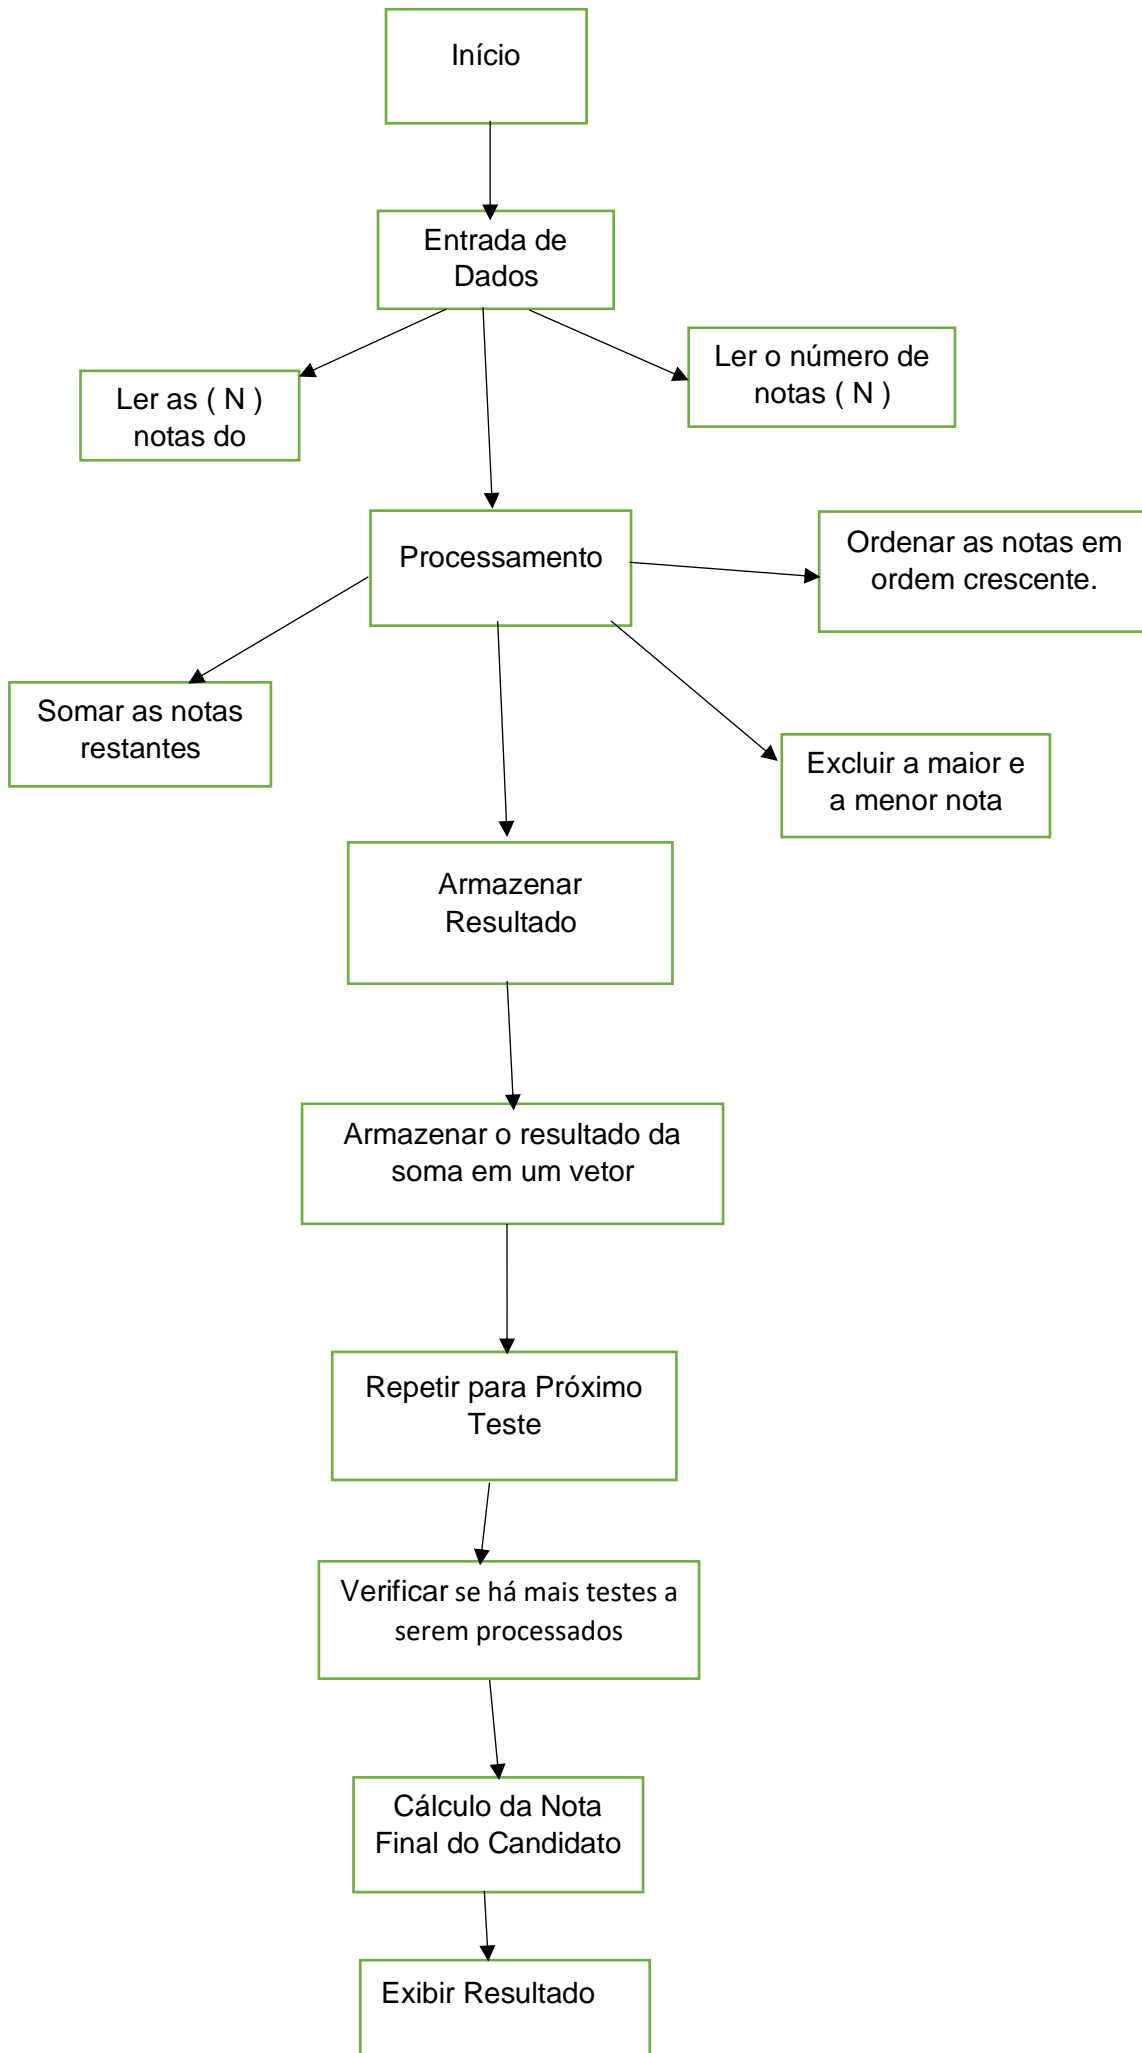 Início
Entrada de
Dados
Ler o número de
notas ( N )
Ler as ( N )
notas do
Processamento
Ordenar as notas em
ordem crescente.
Somar as notas
restantes
Excluir a maior e
a menor nota
Armazenar
Resultado
Armazenar o resultado da
soma em um vetor
Repetir para Próximo
Teste
Verificar se há mais testes a
serem processados
Cálculo da Nota
Final do Candidato
Exibir Resultado